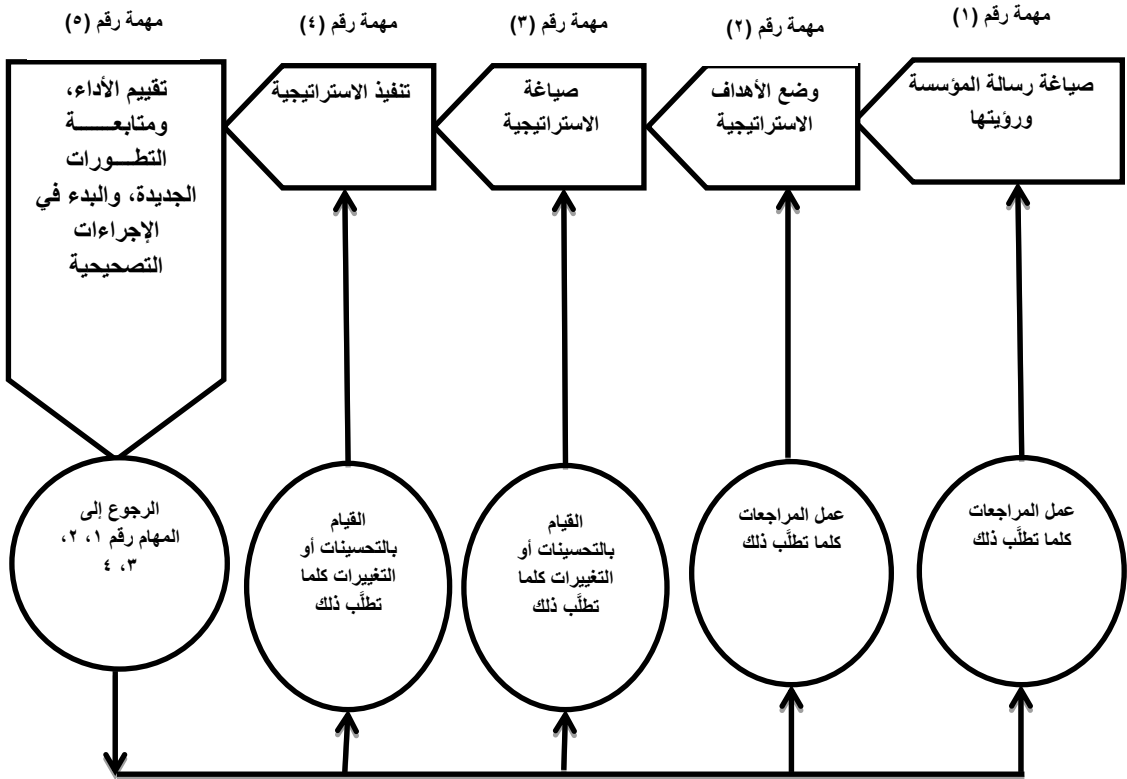 مهمة رقم (١)
مهمة رقم (٢)
مهمة رقم (٣)
مهمة رقم (٤)
مهمة رقم (٥)
صياغة رسالة المؤسسة
ورؤيتها
وضع الأهداف
الاستراتيجية
صياغة
الاستراتيجية
تنفيذ الاستراتيجية
تقييم الأداء،
ومتابعـــــة
التطـــورات
الجديدة، والبدء في
الإجراءات
التصحيحية
عمل المراجعات
كلما تطلَّب ذلك
عمل المراجعات
كلما تطلَّب ذلك
القيام
بالتحسينات أو
التغييرات كلما
تطلَّب ذلك
القيام
بالتحسينات أو
التغييرات كلما
تطلَّب ذلك
الرجوع إلى
المهام رقم ١، ٢،
٣، ٤